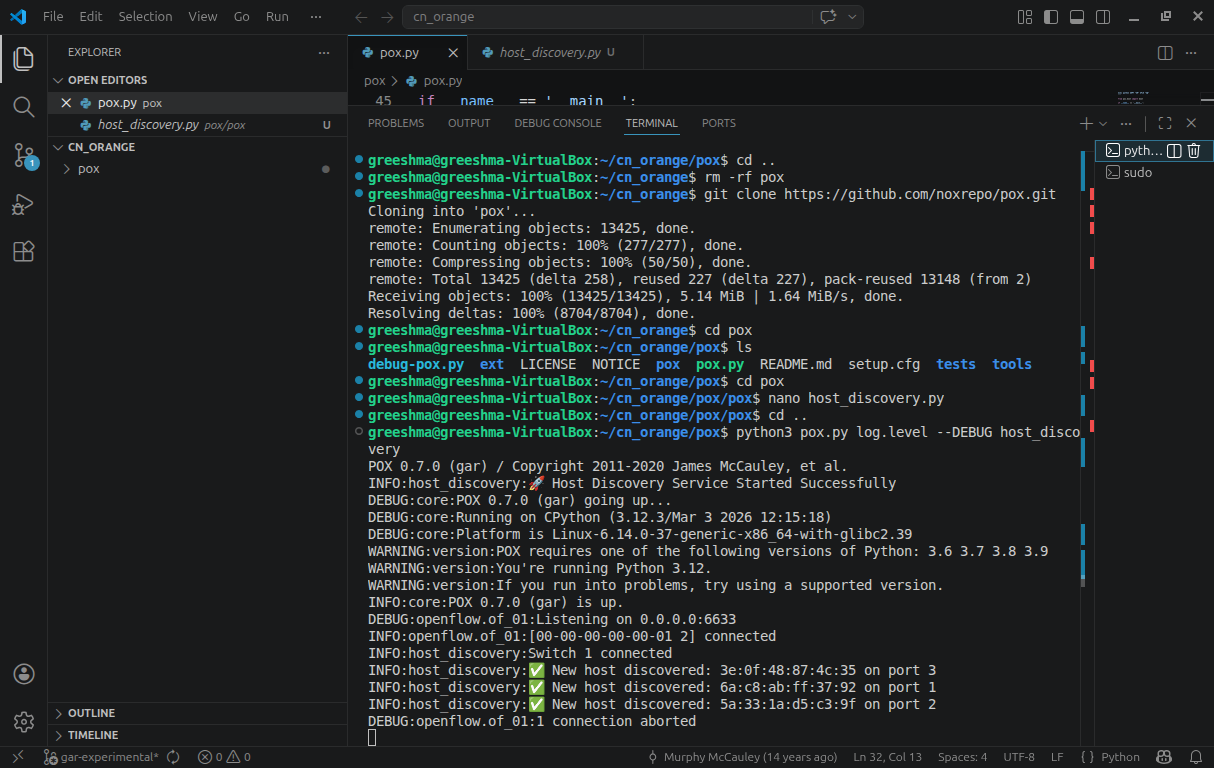 File Edit Selection View Go Run ··· cn_orange
EXPLORER ···
OPEN EDITORS
pox.py pox
host_discovery.py pox/pox U
CN_ORANGE
pox
OUTLINE
TIMELINE
1
pox.py host_discovery.py U ···
pox > pox.py
45 if __name__ == '__main__':
PROBLEMS OUTPUT DEBUG CONSOLE TERMINAL PORTS ···
pyth...
sudo
greeshma@greeshma-VirtualBox:~/cn_orange/pox$ cd ..
greeshma@greeshma-VirtualBox:~/cn_orange$ rm -rf pox
greeshma@greeshma-VirtualBox:~/cn_orange$ git clone https://github.com/noxrepo/pox.git
Cloning into 'pox'...
remote: Enumerating objects: 13425, done.
remote: Counting objects: 100% (277/277), done.
remote: Compressing objects: 100% (50/50), done.
remote: Total 13425 (delta 258), reused 227 (delta 227), pack-reused 13148 (from 2)
Receiving objects: 100% (13425/13425), 5.14 MiB | 1.64 MiB/s, done.
Resolving deltas: 100% (8704/8704), done.
greeshma@greeshma-VirtualBox:~/cn_orange$ cd pox
greeshma@greeshma-VirtualBox:~/cn_orange/pox$ ls
debug-pox.py ext LICENSE NOTICE pox pox.py README.md setup.cfg tests tools
greeshma@greeshma-VirtualBox:~/cn_orange/pox$ cd pox
greeshma@greeshma-VirtualBox:~/cn_orange/pox/pox$ nano host_discovery.py
greeshma@greeshma-VirtualBox:~/cn_orange/pox/pox$ cd ..
greeshma@greeshma-VirtualBox:~/cn_orange/pox$ python3 pox.py log.level --DEBUG host_disco
very
POX 0.7.0 (gar) / Copyright 2011-2020 James McCauley, et al.
INFO:host_discovery:🚀 Host Discovery Service Started Successfully
DEBUG:core:POX 0.7.0 (gar) going up...
DEBUG:core:Running on CPython (3.12.3/Mar 3 2026 12:15:18)
DEBUG:core:Platform is Linux-6.14.0-37-generic-x86_64-with-glibc2.39
WARNING:version:POX requires one of the following versions of Python: 3.6 3.7 3.8 3.9
WARNING:version:You're running Python 3.12.
WARNING:version:If you run into problems, try using a supported version.
INFO:core:POX 0.7.0 (gar) is up.
DEBUG:openflow.of_01:Listening on 0.0.0.0:6633
INFO:openflow.of_01:[00-00-00-00-00-01 2] connected
INFO:host_discovery:Switch 1 connected
INFO:host_discovery:✅ New host discovered: 3e:0f:48:87:4c:35 on port 3
INFO:host_discovery:✅ New host discovered: 6a:c8:ab:ff:37:92 on port 1
INFO:host_discovery:✅ New host discovered: 5a:33:1a:d5:c3:9f on port 2
DEBUG:openflow.of_01:1 connection aborted
gar-experimental* 0 0 Murphy McCauley (14 years ago) Ln 32, Col 13 Spaces: 4 UTF-8 LF { } Python